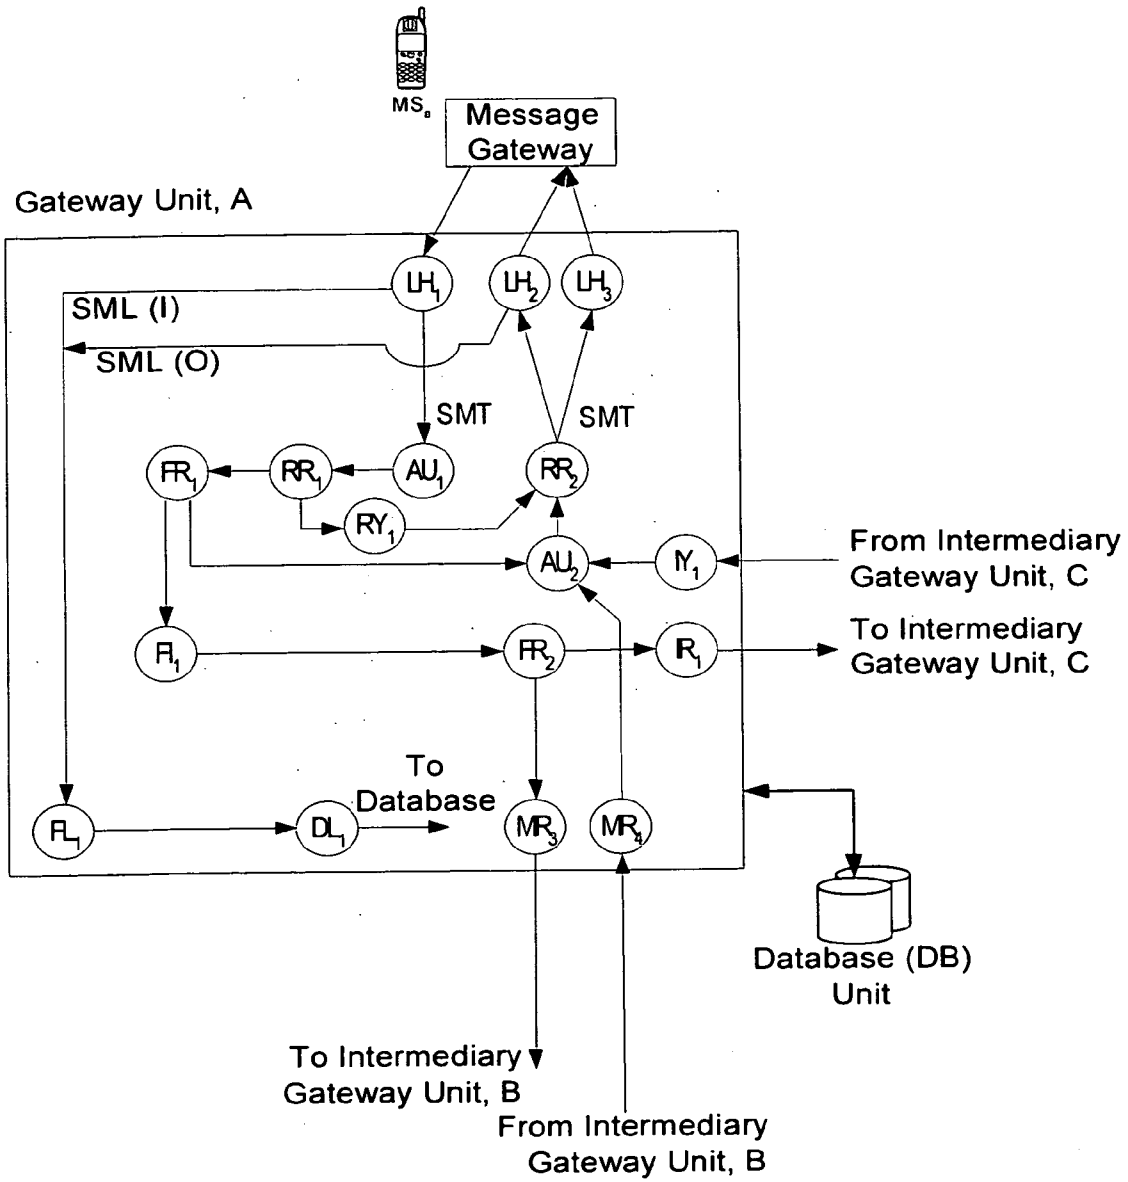 MSa
Message
Gateway
Gateway Unit, A
LH1
LH2
LH3
SML (I)
SML (O)
SMT
SMT
FR1
RR1
AU1
RR2
RY1
AU2
IY1
From Intermediary
Gateway Unit, C
To Intermediary
Gateway Unit, C
FI1
FR2
IR1
To
Database
FL1
DL1
MR3
MR4
Database (DB)
Unit
To Intermediary
Gateway Unit, B
From Intermediary
Gateway Unit, B